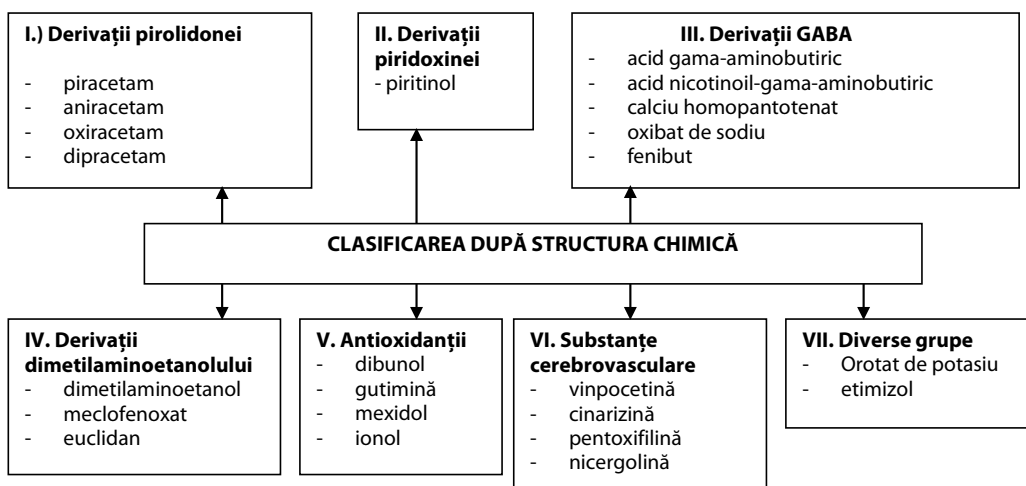 I.) Derivații pirolidonei
- piracetam
- aniracetam
- oxiracetam
- dipracetam
II. Derivații
piridoxinei
- piritinol
III. Derivații GABA
- acid gama-aminobutiric
- acid nicotinoil-gama-aminobutiric
- calciu homopantotenat
- oxibat de sodiu
- fenibut
CLASIFICAREA DUPĂ STRUCTURA CHIMICĂ
IV. Derivații
dimetilaminoetanolului
- dimetilaminoetanol
- meclofenoxat
- euclidan
V. Antioxidanții
- dibunol
- gutimină
- mexidol
- ionol
VI. Substanțe
cerebrovasculare
- vinpocetină
- cinarizină
- pentoxifilină
- nicergolină
VII. Diverse grupe
- Orotat de potasiu
- etimizol